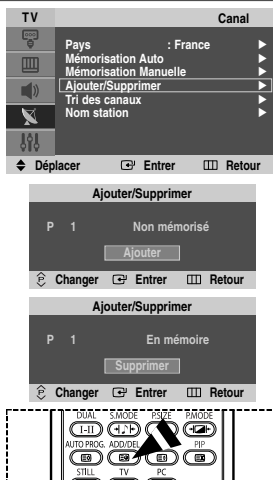 TV Canal
Pays : France
Mémorisation Auto
Mémorisation Manuelle
Ajouter/Supprimer
Tri des canaux
Nom station
Déplacer Entrer Retour
Ajouter/Supprimer
P 1 Non mémorisé
Ajouter
Changer Entrer Retour
Ajouter/Supprimer
P 1 En mémoire
Supprimer
Changer Entrer Retour
DUAL S.MODE P.SIZE P.MODE
I-II
AUTO PROG. ADD/DEL PIP
STILL TV PC